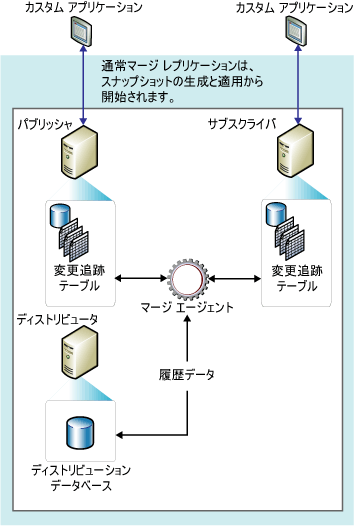 カスタム アプリケーション
カスタム アプリケーション
通常マージ レプリケーションは、
スナップショットの生成と適用から
開始されます。
パブリッシャ
サブスクライバ
変更追跡
テーブル
変更追跡
テーブル
マージ エージェント
ディストリビュータ
履歴データ
ディストリビューション
データベース